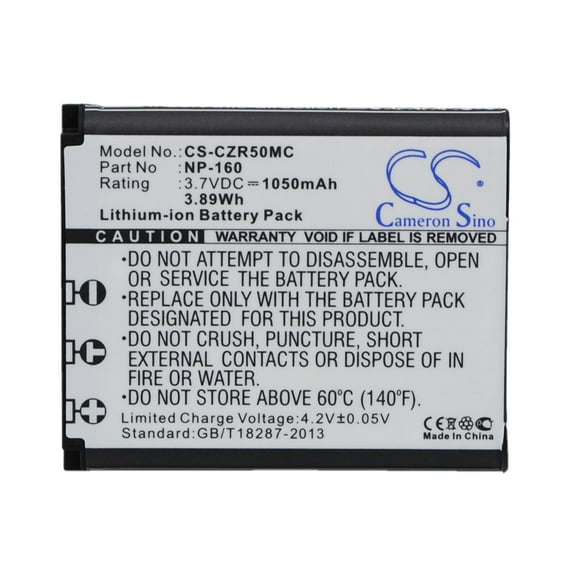 Model No.: CS-CZR50MC
Part No : NP-160
Rating : 3.7VDC⎓1050mAh
3.89Wh
Lithium-ion Battery Pack
CS
Cameron Sino
CAUTION WARRANTY VOID IF LABEL IS REMOVED
•DO NOT ATTEMPT TO DISASSEMBLE, OPEN
OR SERVICE THE BATTERY PACK.
•REPLACE ONLY WITH THE BATTERY
DESIGNATED FOR THIS PRODUCT.
•DO NOT CRUSH, PUNCTURE, SHORT
EXTERNAL CONTACTS, OR DISPOSE OF
IN FIRE OR WATER.
•DO NOT STORE ABOVE 60°C (140°F).
Limited Charge Voltage:4.2V±0.05V
Standard:GB/T18287-2013
CE
Made In China